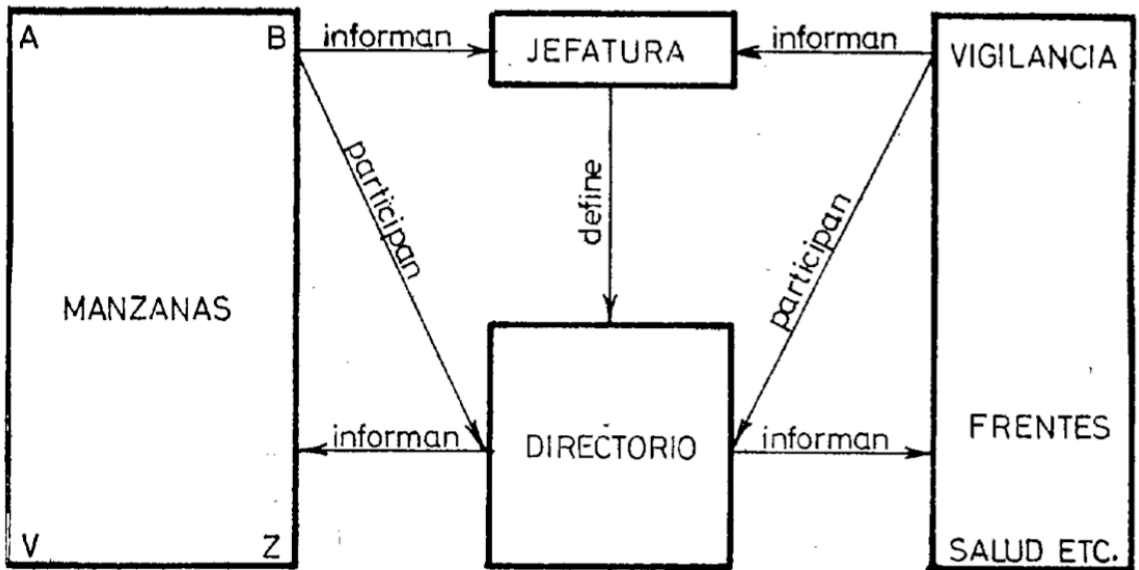 A B informan JEFATURA informan VIGILANCIA
participan define participan
MANZANAS
FRENTES
informan DIRECTORIO informan
V Z SALUD ETC.